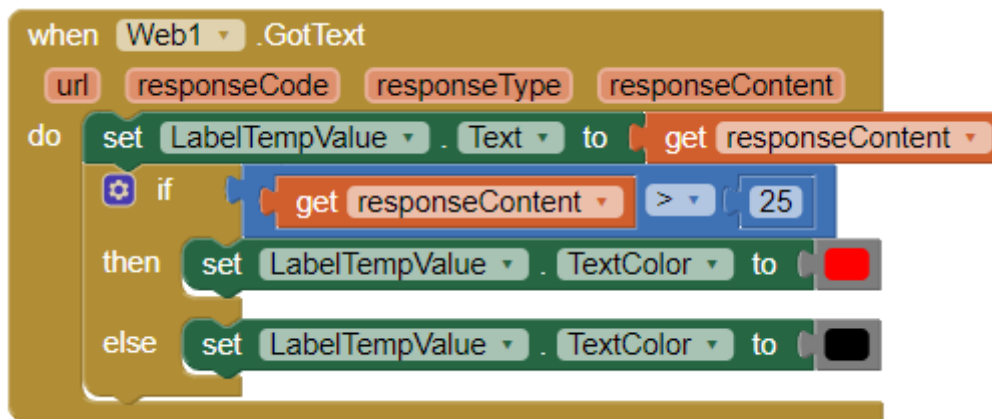 when Web1 .GotText
url responseCode responseType responseContent
do set LabelTempValue . Text to get responseContent
if get responseContent > 25
then set LabelTempValue . TextColor to
else set LabelTempValue . TextColor to